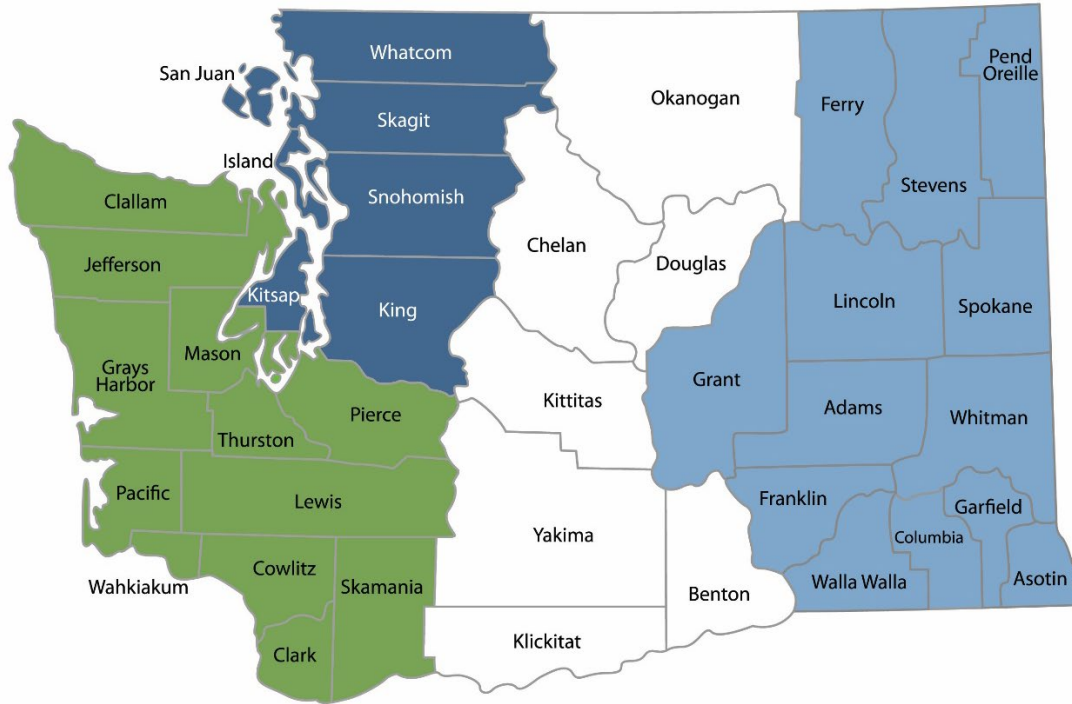 Whatcom
San Juan
Pend
Oreille
Okanogan
Ferry
Skagit
Island
Stevens
Clallam
Snohomish
Chelan
Jefferson
Douglas
Kitsap
Lincoln
Spokane
King
Mason
Grays
Harbor
Grant
Kittitas
Adams
Whitman
Pierce
Thurston
Pacific
Lewis
Franklin
Garfield
Yakima
Columbia
Cowlitz
Skamania
Wahkiakum
Walla Walla
Asotin
Benton
Klickitat
Clark